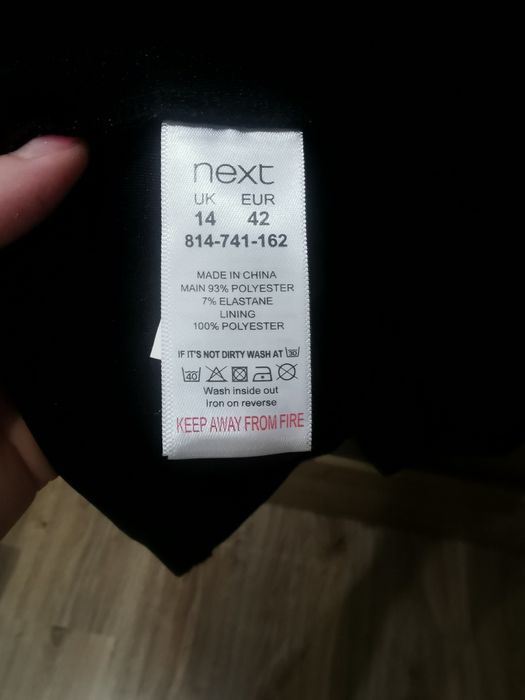 next
UK EUR
14 42
814-741-162
MADE IN CHINA
MAIN 93% POLYESTER
7% ELASTANE
LINING
100% POLYESTER
IF IT'S NOT DIRTY WASH AT 30
40
Wash inside out
Iron on reverse
KEEP AWAY FROM FIRE